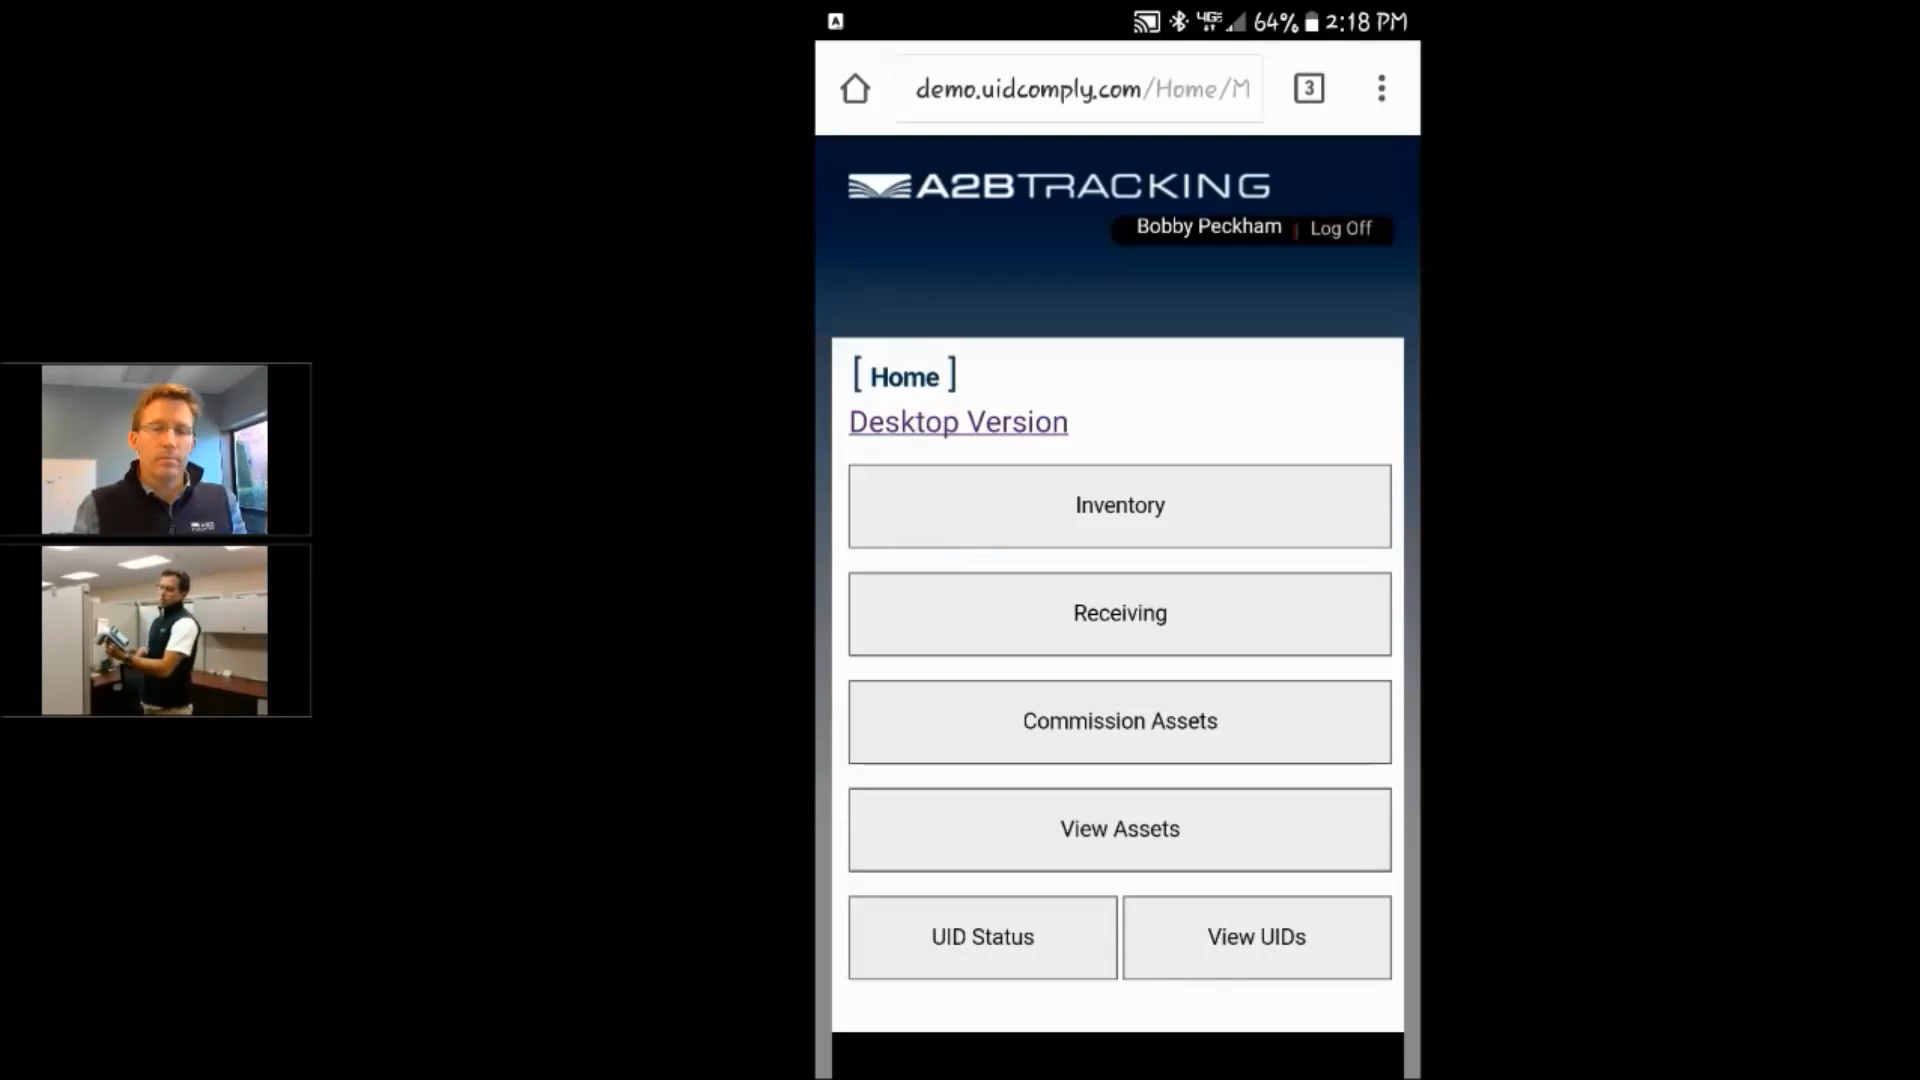 A
4G 64% 2:18 PM
demo.uidcomply.com/Home/M
3
A2BTRACKING
Bobby Peckham | Log Off
[ Home ]
Desktop Version
Inventory
Receiving
Commission Assets
View Assets
UID Status
View UIDs